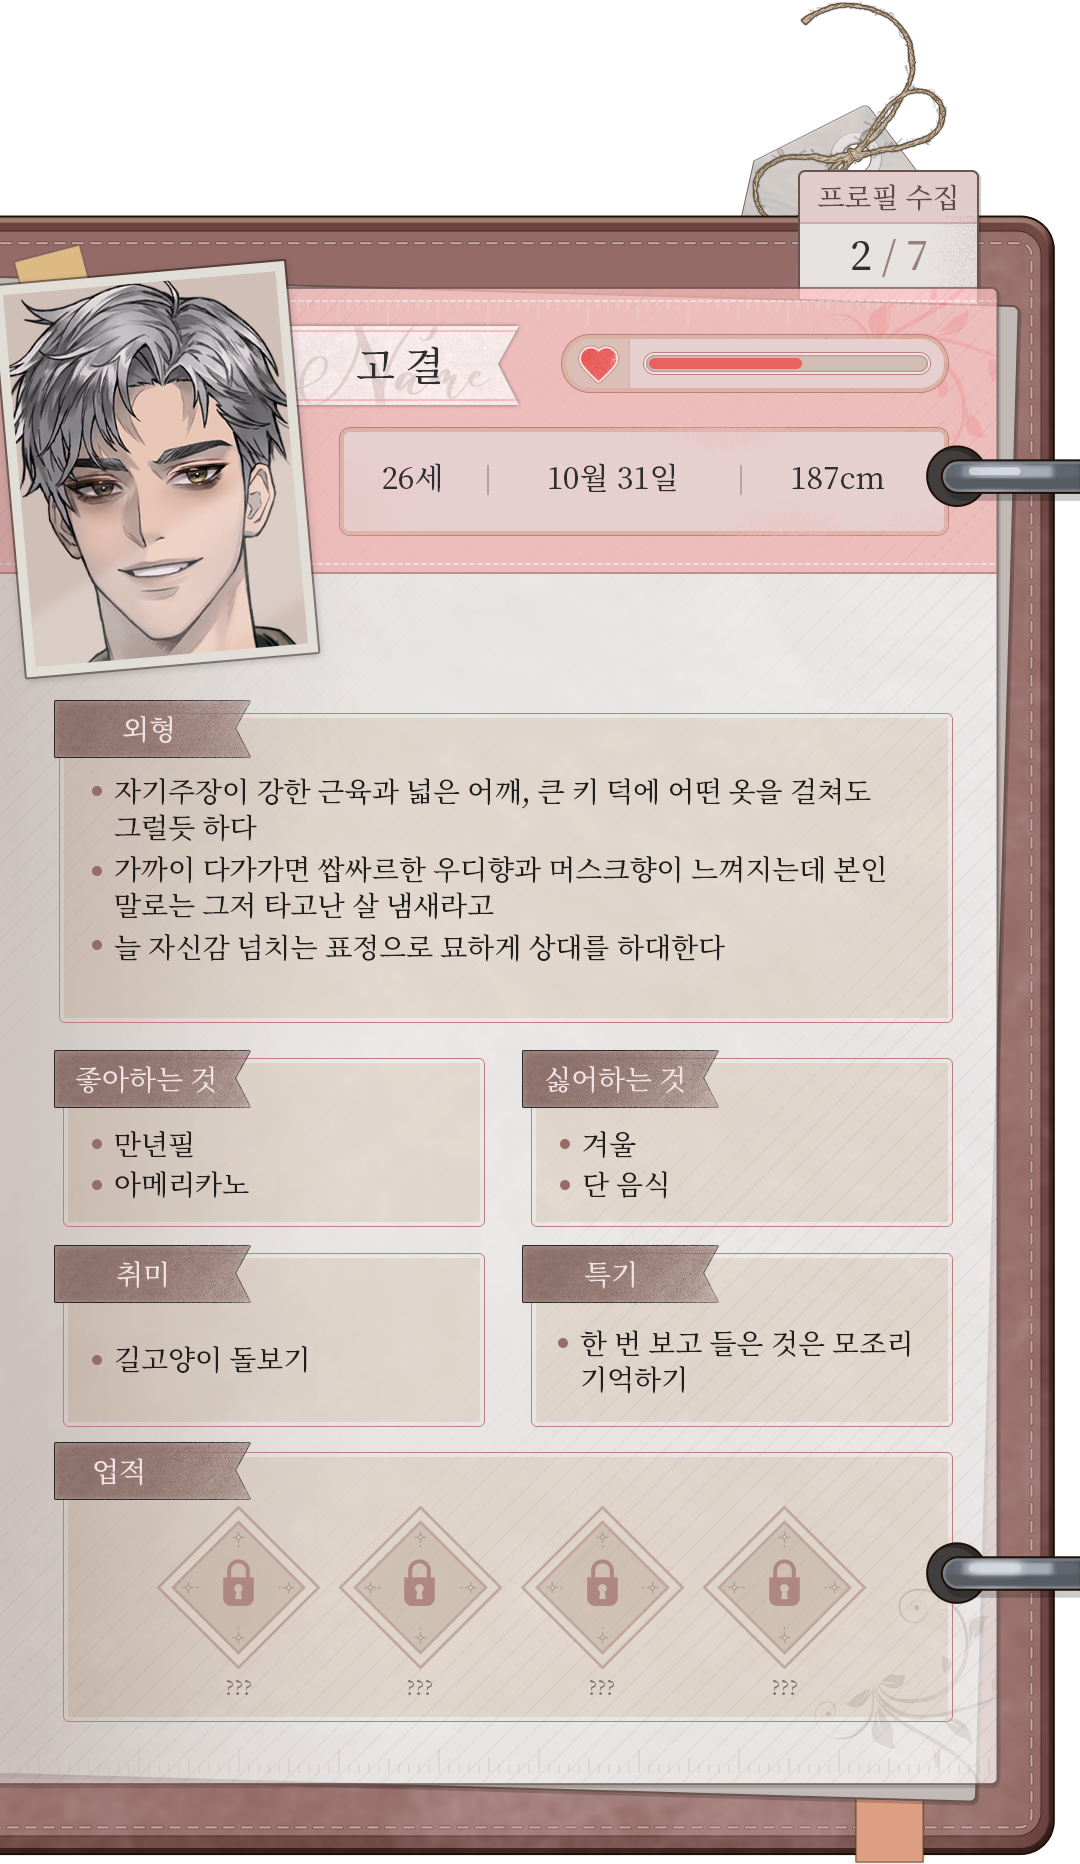 프로필 수집
2 / 7
Name
고 결
26세
10월 31일
187cm
외형
자기주장이 강한 근육과 넓은 어깨, 큰 키 덕에 어떤 옷을 걸쳐도
그럴듯 하다
가까이 다가가면 쌉싸르한 우디향과 머스크향이 느껴지는데 본인
말로는 그저 타고난 살 냄새라고
늘 자신감 넘치는 표정으로 묘하게 상대를 하대한다
좋아하는 것
만년필
아메리카노
싫어하는 것
겨울
단 음식
취미
길고양이 돌보기
특기
한 번 보고 들은 것은 모조리
기억하기
업적
???
???
???
???